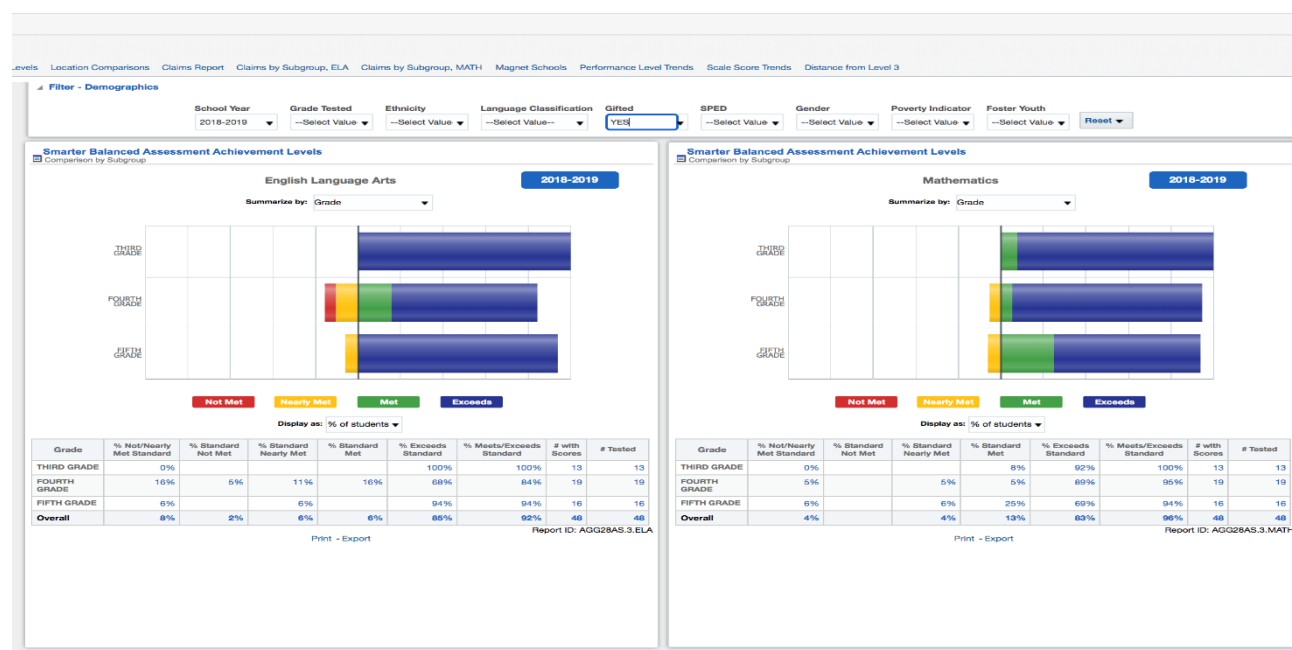 Levels Location Comparisons Claims Report Claims by Subgroup, ELA Claims by Subgroup, MATH Magnet Schools Performance Level Trends Scale Score Trends Distance from Level 3
Filter - Demographics
School Year Grade Tested Ethnicity Language Classification Gifted SPED Gender Poverty Indicator Foster Youth
2018-2019 --Select Value- --Select Value- --Select Value-- YES --Select Value- --Select Value- --Select Value- --Select Value- Reset
Smarter Balanced Assessment Achievement Levels
Comparison by Subgroup
English Language Arts 2018-2019
Summarize by: Grade
THIRD
GRADE
FOURTH
GRADE
FIFTH
GRADE
Not Met Nearly Met Met Exceeds
Display as: % of students
Grade % Not/Nearly Met Standard % Standard Not Met % Standard Nearly Met % Standard Met % Exceeds Standard % Meets/Exceeds Standard # with Scores # Tested
THIRD GRADE 0% 100% 100% 13 13
FOURTH GRADE 16% 5% 11% 16% 68% 84% 19 19
FIFTH GRADE 6% 6% 94% 94% 16 16
Overall 8% 2% 6% 6% 85% 92% 48 48
Report ID: AGG28AS.3.ELA
Print - Export
Smarter Balanced Assessment Achievement Levels
Comparison by Subgroup
Mathematics 2018-2019
Summarize by: Grade
THIRD
GRADE
FOURTH
GRADE
FIFTH
GRADE
Not Met Nearly Met Met Exceeds
Display as: % of students
Grade % Not/Nearly Met Standard % Standard Not Met % Standard Nearly Met % Standard Met % Exceeds Standard % Meets/Exceeds Standard # with Scores # Tested
THIRD GRADE 0% 8% 92% 100% 13 13
FOURTH GRADE 5% 5% 5% 89% 95% 19 19
FIFTH GRADE 6% 6% 25% 69% 94% 16 16
Overall 4% 4% 13% 83% 96% 48 48
Report ID: AGG28AS.3.MATH
Print - Export